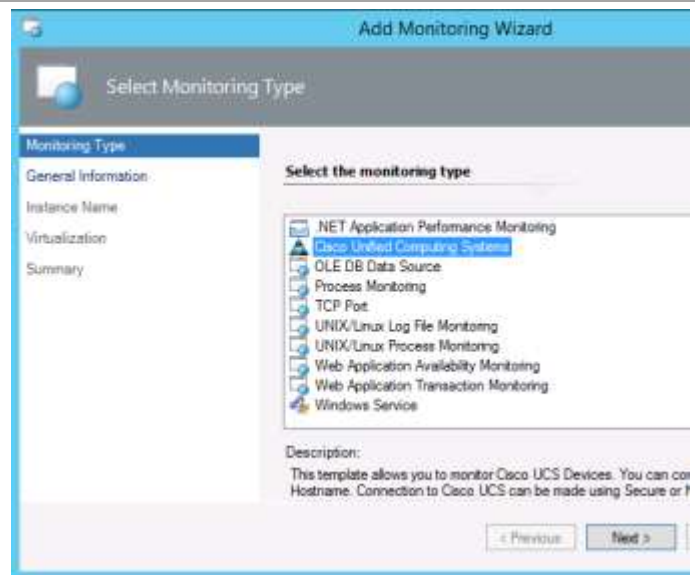 Add Monitoring Wizard
Select Monitoring Type
Monitoring Type
General Information
Instance Name
Virtualization
Summary
Select the monitoring type
.NET Application Performance Monitoring
Cisco Unified Computing Systems
OLE DB Data Source
Process Monitoring
TCP Port
UNIX/Linux Log File Monitoring
UNIX/Linux Process Monitoring
Web Application Availability Monitoring
Web Application Transaction Monitoring
Windows Service
Description:
This template allows you to monitor Cisco UCS Devices. You can
Hostname. Connection to Cisco UCS can be made using Secure or
< Previous
Next >